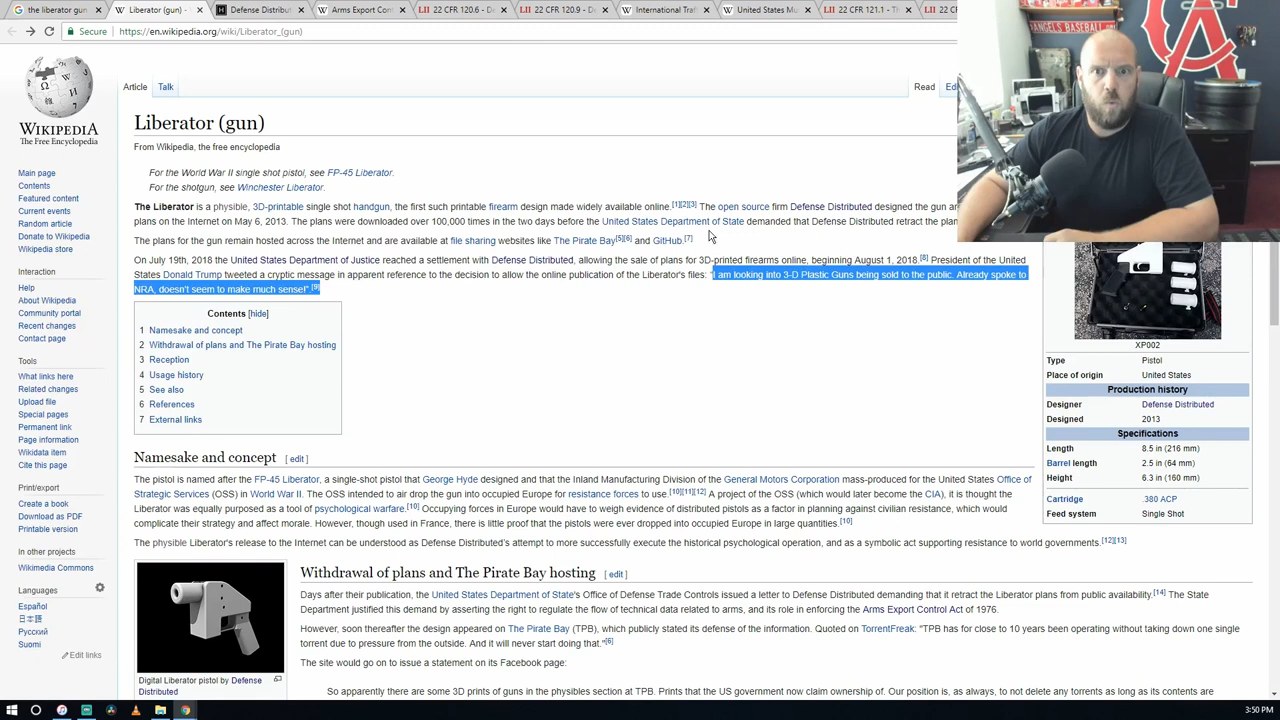 the liberator gun
Liberator (gun) -
Defense Distribut
Arms Export Con
22 CFR 120.6 - De
22 CFR 120.9 - De
International Traf
United States Mu
22 CFR 121.1 - Th
22 CFR
Secure
https://en.wikipedia.org/wiki/Liberator_(gun)
ANGELS BASEBALL
WIKIPEDIA
The Free Encyclopedia
Main page
Contents
Featured content
Current events
Random article
Donate to Wikipedia
Wikipedia store
Interaction
Help
About Wikipedia
Community portal
Recent changes
Contact page
Tools
What links here
Related changes
Upload file
Special pages
Permanent link
Page information
Wikidata item
Cite this page
Print/export
Create a book
Download as PDF
Printable version
In other projects
Wikimedia Commons
Languages
Español
日本語
Русский
Suomi
Edit links
Article Talk
Read
Liberator (gun)
From Wikipedia, the free encyclopedia
For the World War II single shot pistol, see FP-45 Liberator.
For the shotgun, see Winchester Liberator.
The Liberator is a physible, 3D-printable single shot handgun, the first such printable firearm design made widely available online.[1][2][3] The open source firm Defense Distributed designed the gun a
plans on the Internet on May 6, 2013. The plans were downloaded over 100,000 times in the two days before the United States Department of State demanded that Defense Distributed retract the plan
The plans for the gun remain hosted across the Internet and are available at file sharing websites like The Pirate Bay[5][6] and GitHub.[7]
On July 19th, 2018 the United States Department of Justice reached a settlement with Defense Distributed, allowing the sale of plans for 3D-printed firearms online, beginning August 1, 2018.[8] President of the United
States Donald Trump tweeted a cryptic message in apparent reference to the decision to allow the online publication of the Liberator's files: "I am looking into 3-D Plastic Guns being sold to the public. Already spoke to
NRA, doesn't seem to make much sense!".[9]
Contents [hide]
1 Namesake and concept
2 Withdrawal of plans and The Pirate Bay hosting
3 Reception
4 Usage history
5 See also
6 References
7 External links
XP002
Type Pistol
Place of origin United States
Production history
Designer Defense Distributed
Designed 2013
Specifications
Length 8.5 in (216 mm)
Barrel length 2.5 in (64 mm)
Height 6.3 in (160 mm)
Cartridge .380 ACP
Feed system Single Shot
Namesake and concept [ edit ]
The pistol is named after the FP-45 Liberator, a single-shot pistol that George Hyde designed and that the Inland Manufacturing Division of the General Motors Corporation mass-produced for the United States Office of
Strategic Services (OSS) in World War II. The OSS intended to air drop the gun into occupied Europe for resistance forces to use.[10][11][12] A project of the OSS (which would later become the CIA), it is thought the
Liberator was equally purposed as a tool of psychological warfare.[10] Occupying forces in Europe would have to weigh evidence of distributed pistols as a factor in planning against civilian resistance, which would
complicate their strategy and affect morale. However, though used in France, there is little proof that the pistols were ever dropped into occupied Europe in large quantities.[10]
The physible Liberator's release to the Internet can be understood as Defense Distributed's attempt to more successfully execute the historical psychological operation, and as a symbolic act supporting resistance to world governments.[12][13]
Digital Liberator pistol by Defense
Distributed
Withdrawal of plans and The Pirate Bay hosting [ edit ]
Days after their publication, the United States Department of State's Office of Defense Trade Controls issued a letter to Defense Distributed demanding that it retract the Liberator plans from public availability.[14] The State
Department justified this demand by asserting the right to regulate the flow of technical data related to arms, and its role in enforcing the Arms Export Control Act of 1976.
However, soon thereafter the design appeared on The Pirate Bay (TPB), which publicly stated its defense of the information. Quoted on TorrentFreak: "TPB has for close to 10 years been operating without taking down one single
torrent due to pressure from the outside. And it will never start doing that."[6]
The site would go on to issue a statement on its Facebook page:
So apparently there are some 3D prints of guns in the physibles section at TPB. Prints that the US government now claim ownership of. Our position is, as always, to not delete any torrents as long as its contents are
3:50 PM